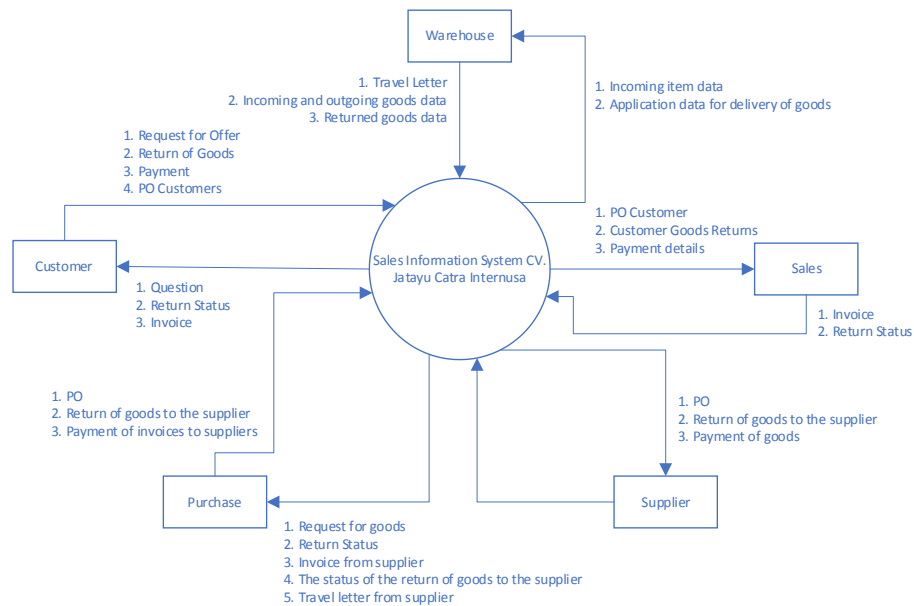 Warehouse
1. Travel Letter
2. Incoming and outgoing goods data
3. Returned goods data
1. Incoming item data
2. Application data for delivery of goods
1. Request for Offer
2. Return of Goods
3. Payment
4. PO Customers
Customer
Sales Information System CV.
Jatayu Catra Internusa
1. PO Customer
2. Customer Goods Returns
3. Payment details
Sales
1. Question
2. Return Status
3. Invoice
1. Invoice
2. Return Status
1. PO
2. Return of goods to the supplier
3. Payment of invoices to suppliers
1. PO
2. Return of goods to the supplier
3. Payment of goods
Purchase
Supplier
1. Request for goods
2. Return Status
3. Invoice from supplier
4. The status of the return of goods to the supplier
5. Travel letter from supplier